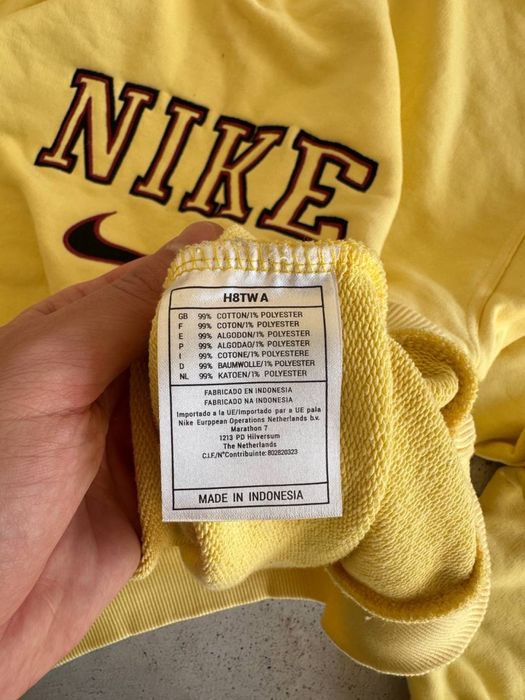 NIKE
H8TW A
GB 99% COTTON/1% POLYESTER
F 99% COTON/1% POLYESTER
E 99% ALGODON/1% POLYESTER
P 99% ALGODAO/1% POLYESTER
I 99% COTONE/1% POLYESTERE
D 99% BAUMWOLLE/1% POLYESTER
NL 99% KATOEN/1% POLYESTER
FABRICADO EN INDONESIA
FABRICADO NA INDONESIA
Importado a la UE/importado par a UE pala
Nike Eurppean Operations Netherlands b.v.
Marathon 7
1213 PD Hilversum
The Netherlands
C.I.F./N°Contribuinte:802820323
MADE IN INDONESIA